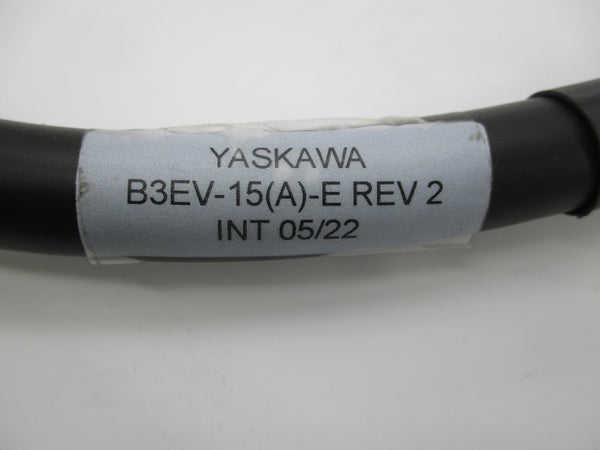 YASKAWA
B3EV-15(A)-E REV 2
INT 05/22